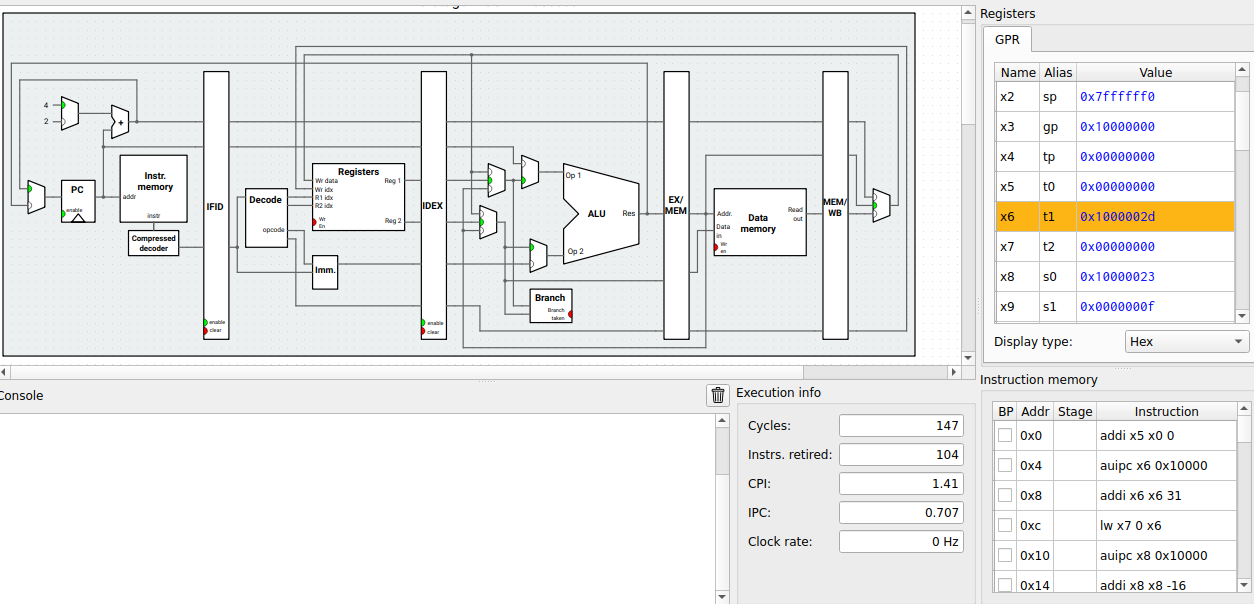 Registers
GPR
Name Alias Value
x2 sp 0x7ffffff0
x3 gp 0x10000000
x4 tp 0x00000000
x5 t0 0x00000000
x6 t1 0x1000002d
x7 t2 0x00000000
x8 s0 0x10000023
x9 s1 0x0000000f
Display type: Hex
4
2
+
PC
enable
Instr.
memory
addr
instr
Compressed
decoder
IFID
enable
clear
Decode
opcode
Registers
Wr data
Wr idx
R1 idx
R2 idx
Wr
En
Reg 1
Reg 2
Imm.
IDEX
enable
clear
Op 1
ALU
Res
Op 2
Branch
Branch
taken
EX/
MEM
Addr.
Data
in
Wr
en
Data
memory
Read
out
MEM/
WB
Console
Execution info
Cycles: 147
Instrs. retired: 104
CPI: 1.41
IPC: 0.707
Clock rate: 0 Hz
Instruction memory
BP Addr Stage Instruction
0x0 addi x5 x0 0
0x4 auipc x6 0x10000
0x8 addi x6 x6 31
0xc lw x7 0 x6
0x10 auipc x8 0x10000
0x14 addi x8 x8 -16